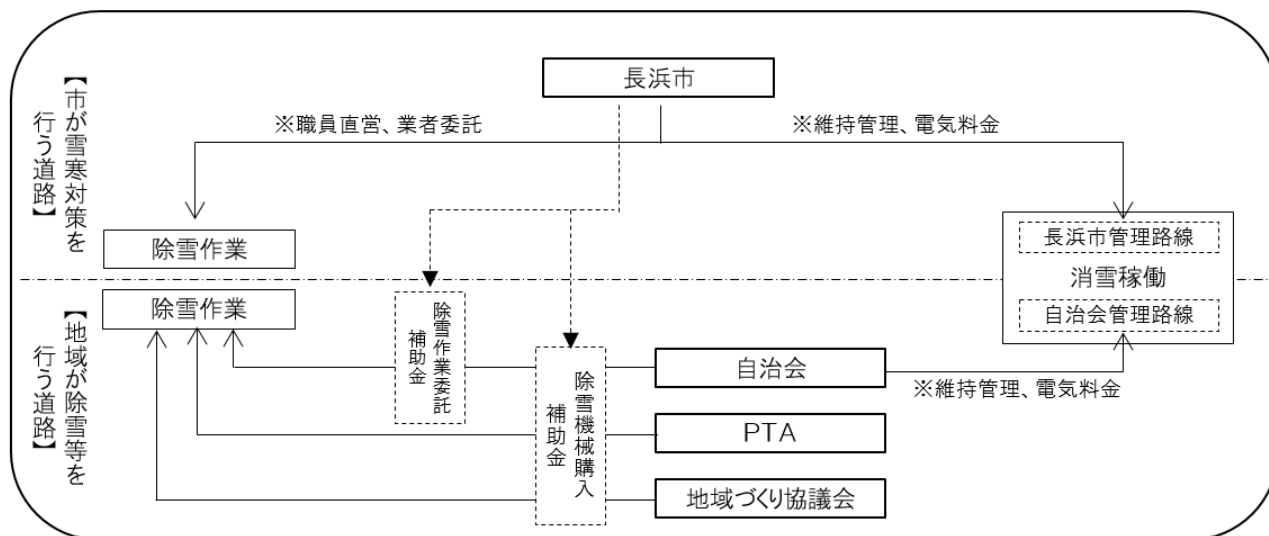 【市が雪寒対策を
行う道路】
長浜市
※職員直営、業者委託
※維持管理、電気料金
除雪作業
長浜市管理路線
消雪稼働
自治会管理路線
【地域が除雪等を
行う道路】
除雪作業
除雪作業委託
補助金
除雪機械購入
補助金
自治会
※維持管理、電気料金
PTA
地域づくり協議会